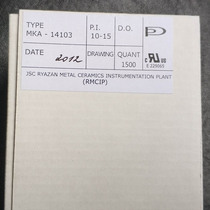 TYPE P.I. D.O.
MKA - 14103 10-15
DATE 2012 DRAWING QUANT
1500
JSC RYAZAN METAL CERAMICS INSTRUMENTATION PLANT
(RMCIP)